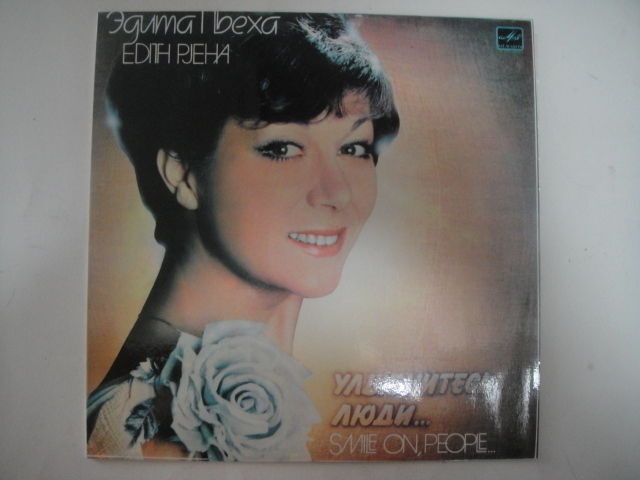 Эдита Пьеха
EDITH PJEHA
УЛЫБНИТЕСЬ,
ЛЮДИ...
SMILE ON, PEOPLE...